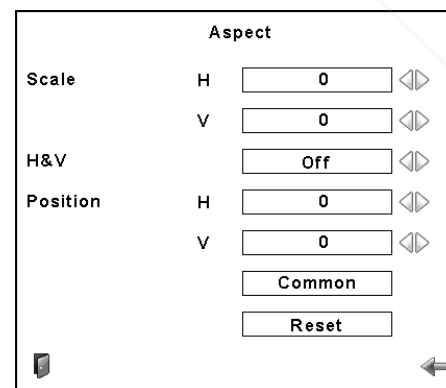 Aspect
Scale H 0
V 0
H&V Off
Position H 0
V 0
Common
Reset